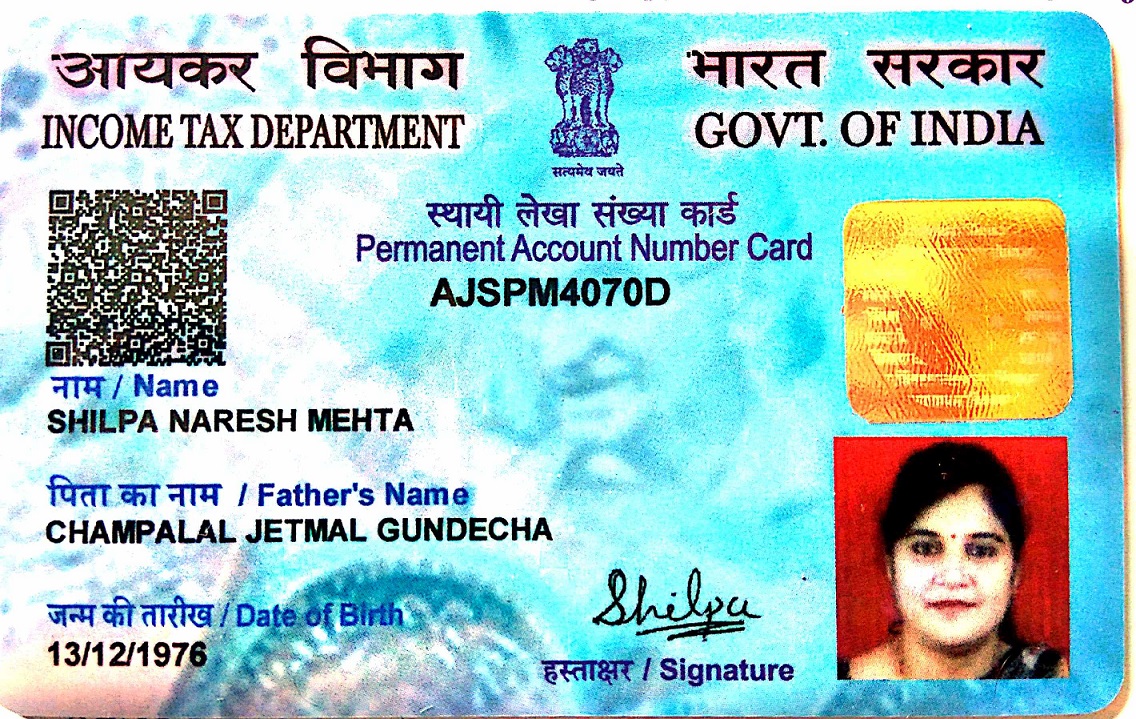 आयकर विभाग
INCOME TAX DEPARTMENT
सत्यमेव जयते
भारत सरकार
GOVT. OF INDIA
स्थायी लेखा संख्या कार्ड
Permanent Account Number Card
AJSPM4070D
नाम / Name
SHILPA NARESH MEHTA
पिता का नाम / Father's Name
CHAMPALAL JETMAL GUNDECHA
जन्म की तारीख / Date of Birth
13/12/1976
Shilpa
हस्ताक्षर / Signature